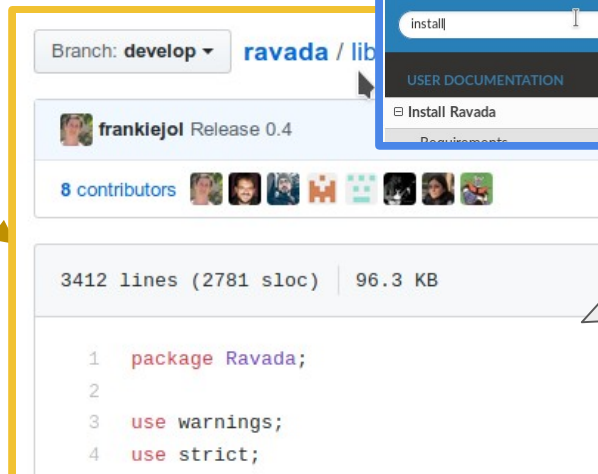 Branch: develop
ravada / lib
install
USER DOCUMENTATION
Install Ravada
Requirements
frankiejol Release 0.4
8 contributors
3412 lines (2781 sloc) 96.3 KB
1 package Ravada;
2
3 use warnings;
4 use strict;